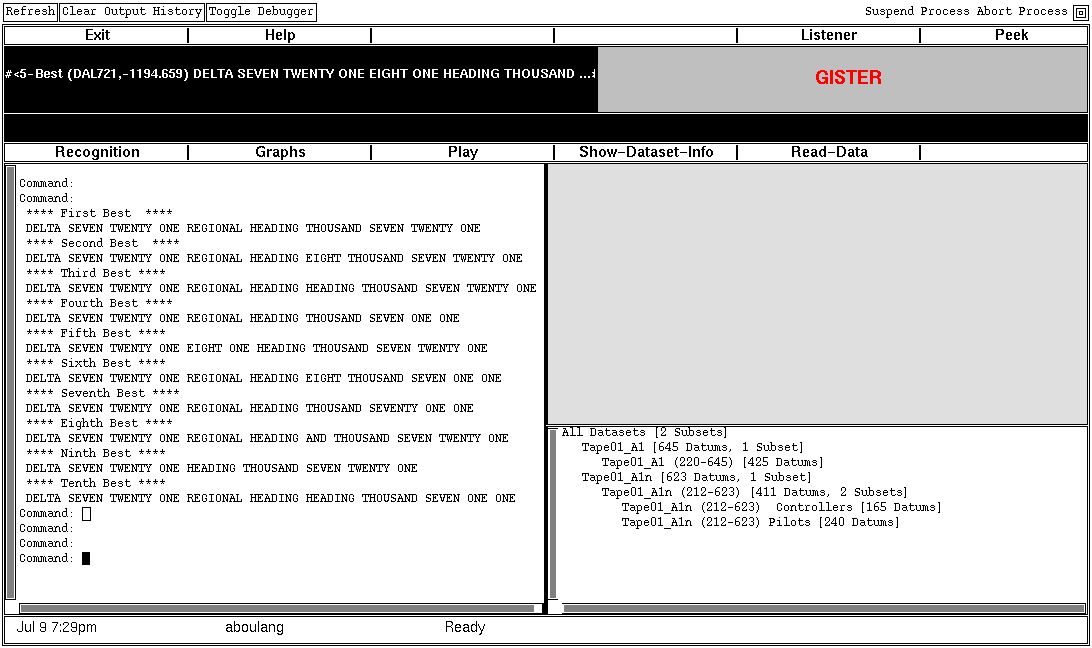 Refresh Clear Output History Toggle Debugger Suspend Process Abort Process
Exit Help Listener Peek
#<5-Best (DAL721,-1194.659) DELTA SEVEN TWENTY ONE EIGHT ONE HEADING THOUSAND ...
GISTER
Recognition Graphs Play Show-Dataset-Info Read-Data
Command:
Command:
**** First Best ****
DELTA SEVEN TWENTY ONE REGIONAL HEADING THOUSAND SEVEN TWENTY ONE
**** Second Best ****
DELTA SEVEN TWENTY ONE REGIONAL HEADING EIGHT THOUSAND SEVEN TWENTY ONE
**** Third Best ****
DELTA SEVEN TWENTY ONE REGIONAL HEADING HEADING THOUSAND SEVEN TWENTY ONE
**** Fourth Best ****
DELTA SEVEN TWENTY ONE REGIONAL HEADING THOUSAND SEVEN ONE ONE
**** Fifth Best ****
DELTA SEVEN TWENTY ONE EIGHT ONE HEADING THOUSAND SEVEN TWENTY ONE
**** Sixth Best ****
DELTA SEVEN TWENTY ONE REGIONAL HEADING EIGHT THOUSAND SEVEN ONE ONE
**** Seventh Best ****
DELTA SEVEN TWENTY ONE REGIONAL HEADING THOUSAND SEVENTY ONE ONE
**** Eighth Best ****
DELTA SEVEN TWENTY ONE REGIONAL HEADING AND THOUSAND SEVEN TWENTY ONE
**** Ninth Best ****
DELTA SEVEN TWENTY ONE HEADING THOUSAND SEVEN TWENTY ONE
**** Tenth Best ****
DELTA SEVEN TWENTY ONE REGIONAL HEADING HEADING THOUSAND SEVEN ONE ONE
Command:
Command:
Command:
Command:
All Datasets [2 Subsets]
Tape01_A1 [645 Datums, 1 Subset]
Tape01_A1 (220-645) [425 Datums]
Tape01_A1n [623 Datums, 1 Subset]
Tape01_A1n (212-623) [411 Datums, 2 Subsets]
Tape01_A1n (212-623) Controllers [165 Datums]
Tape01_A1n (212-623) Pilots [240 Datums]
Jul 9 7:29pm aboulang Ready